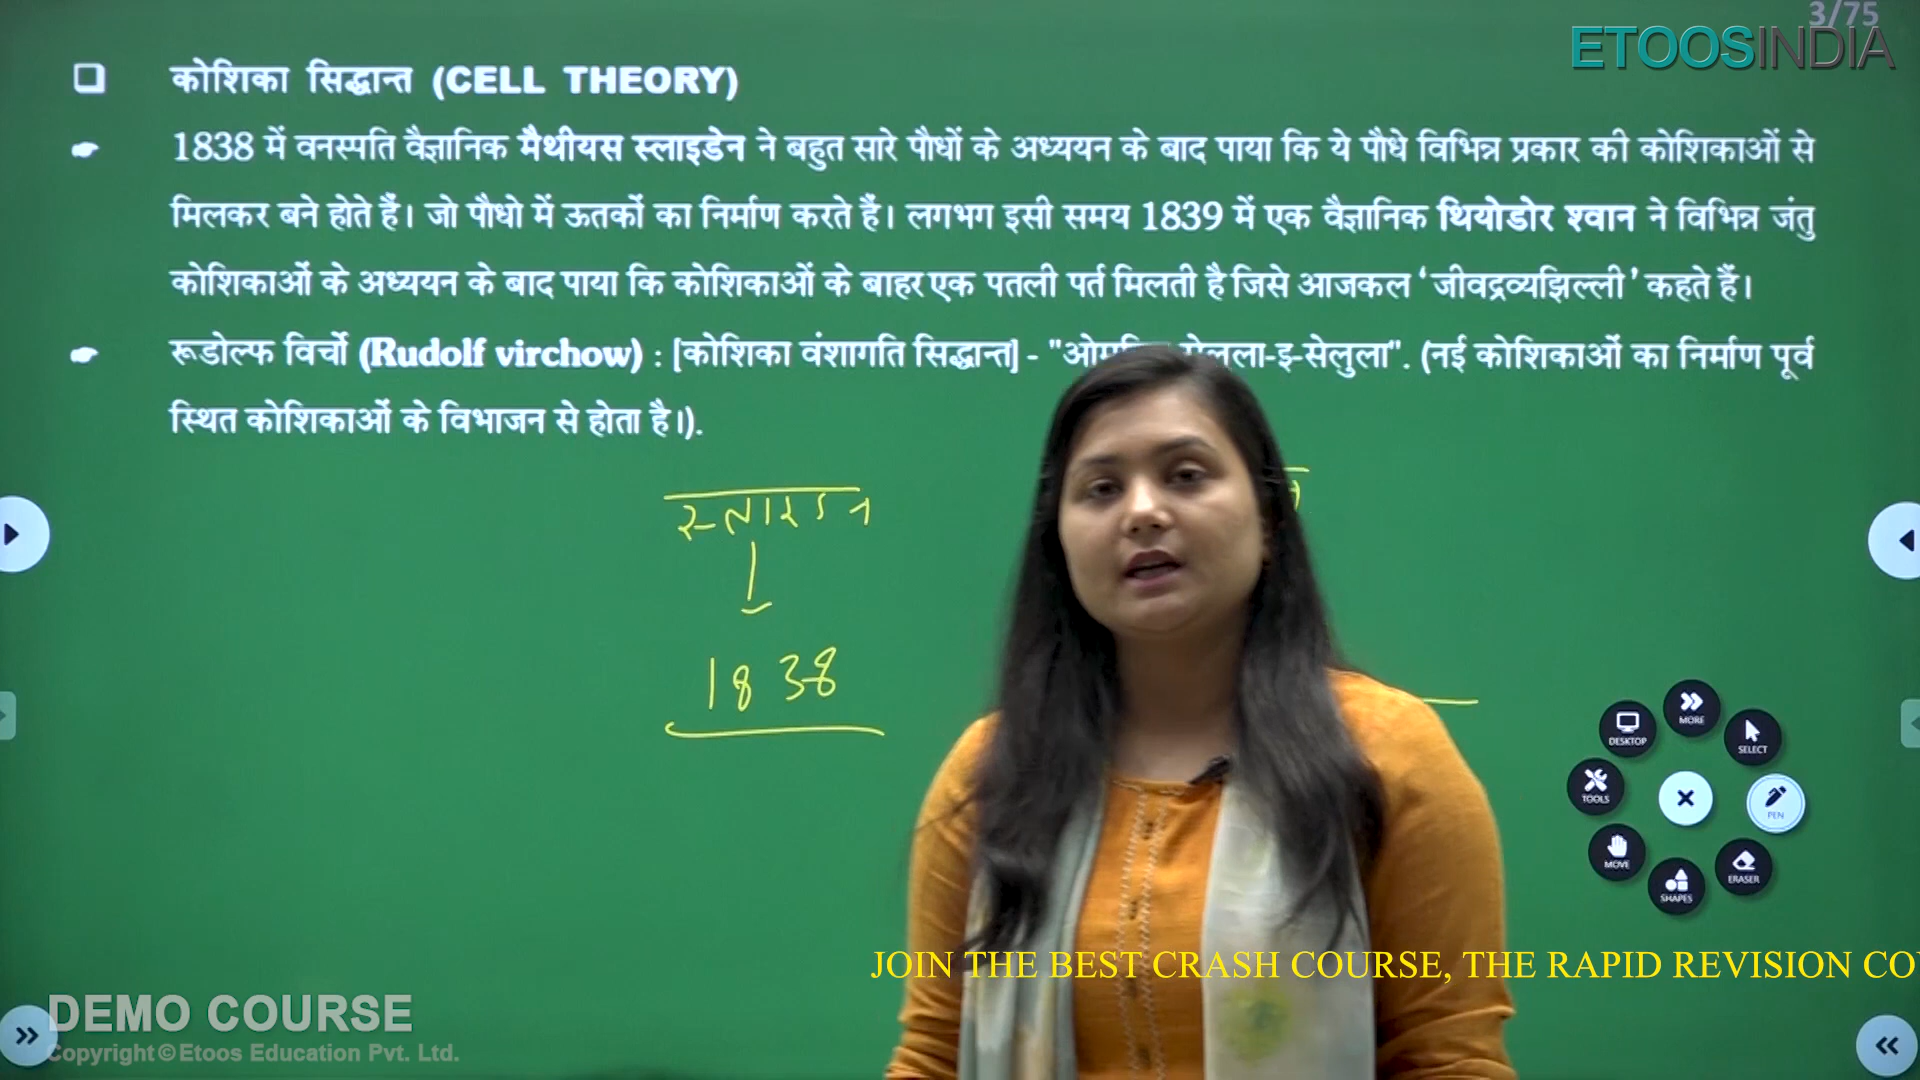 3/75
ETOOSINDIA
कोशिका सिद्धान्त (CELL THEORY)
1838 में वनस्पति वैज्ञानिक मैथीयस स्लाइडेन ने बहुत सारे पौधों के अध्ययन के बाद पाया कि ये पौधे विभिन्न प्रकार की कोशिकाओं से
मिलकर बने होते हैं। जो पौधो में ऊतकों का निर्माण करते हैं। लगभग इसी समय 1839 में एक वैज्ञानिक थियोडोर श्वान ने विभिन्न जंतु
कोशिकाओं के अध्ययन के बाद पाया कि कोशिकाओं के बाहर एक पतली पर्त मिलती है जिसे आजकल ‘जीवद्रव्यझिल्ली’ कहते हैं।
रूडोल्फ विर्चो (Rudolf virchow) : [कोशिका वंशागति सिद्धान्त] - "-इ-सेलुला". (नई कोशिकाओं का निर्माण पूर्व
स्थित कोशिकाओं के विभाजन से होता है।).
1838
MORE
DESKTOP
SELECT
TOOLS
PEN
MOVE
ERASER
SHAPES
JOIN THE BEST CRASH COURSE, THE RAPID REVISION
DEMO COURSE
Copyright © Etoos Education Pvt. Ltd.